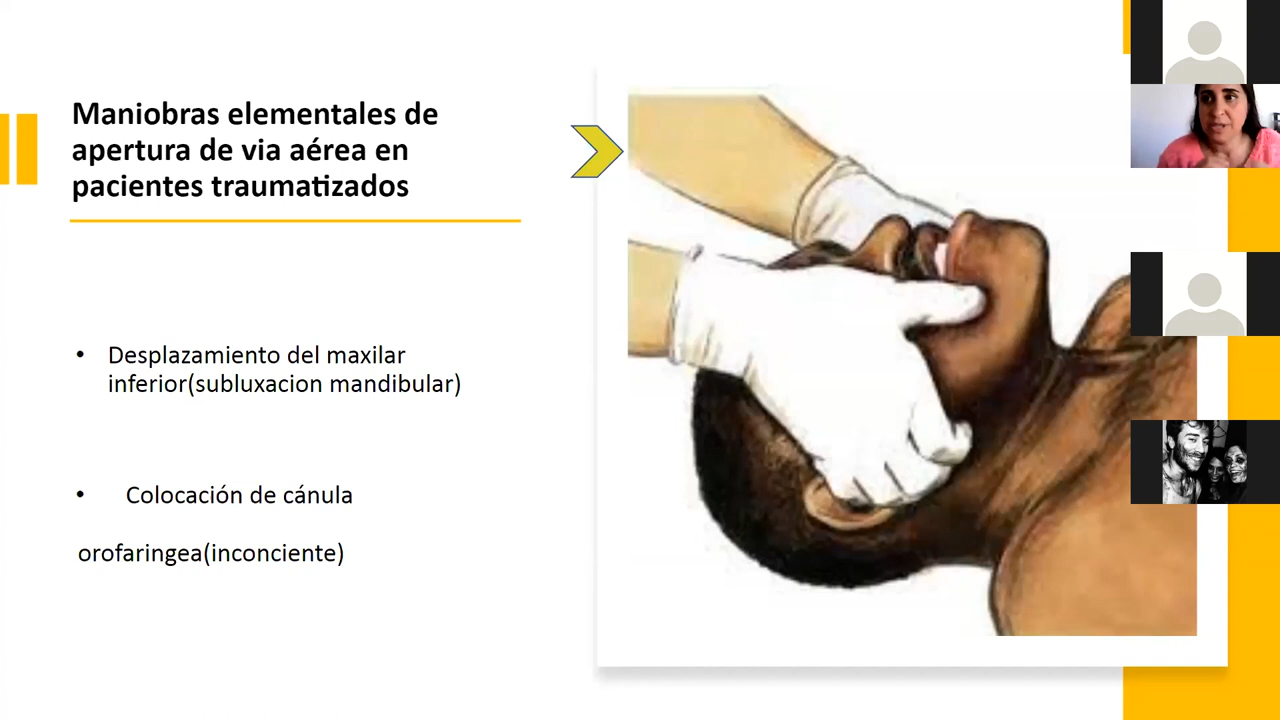 Maniobras elementales de
apertura de via aérea en
pacientes traumatizados
• Desplazamiento del maxilar
inferior(subluxacion mandibular)
• Colocación de cánula
orofaringea(inconciente)